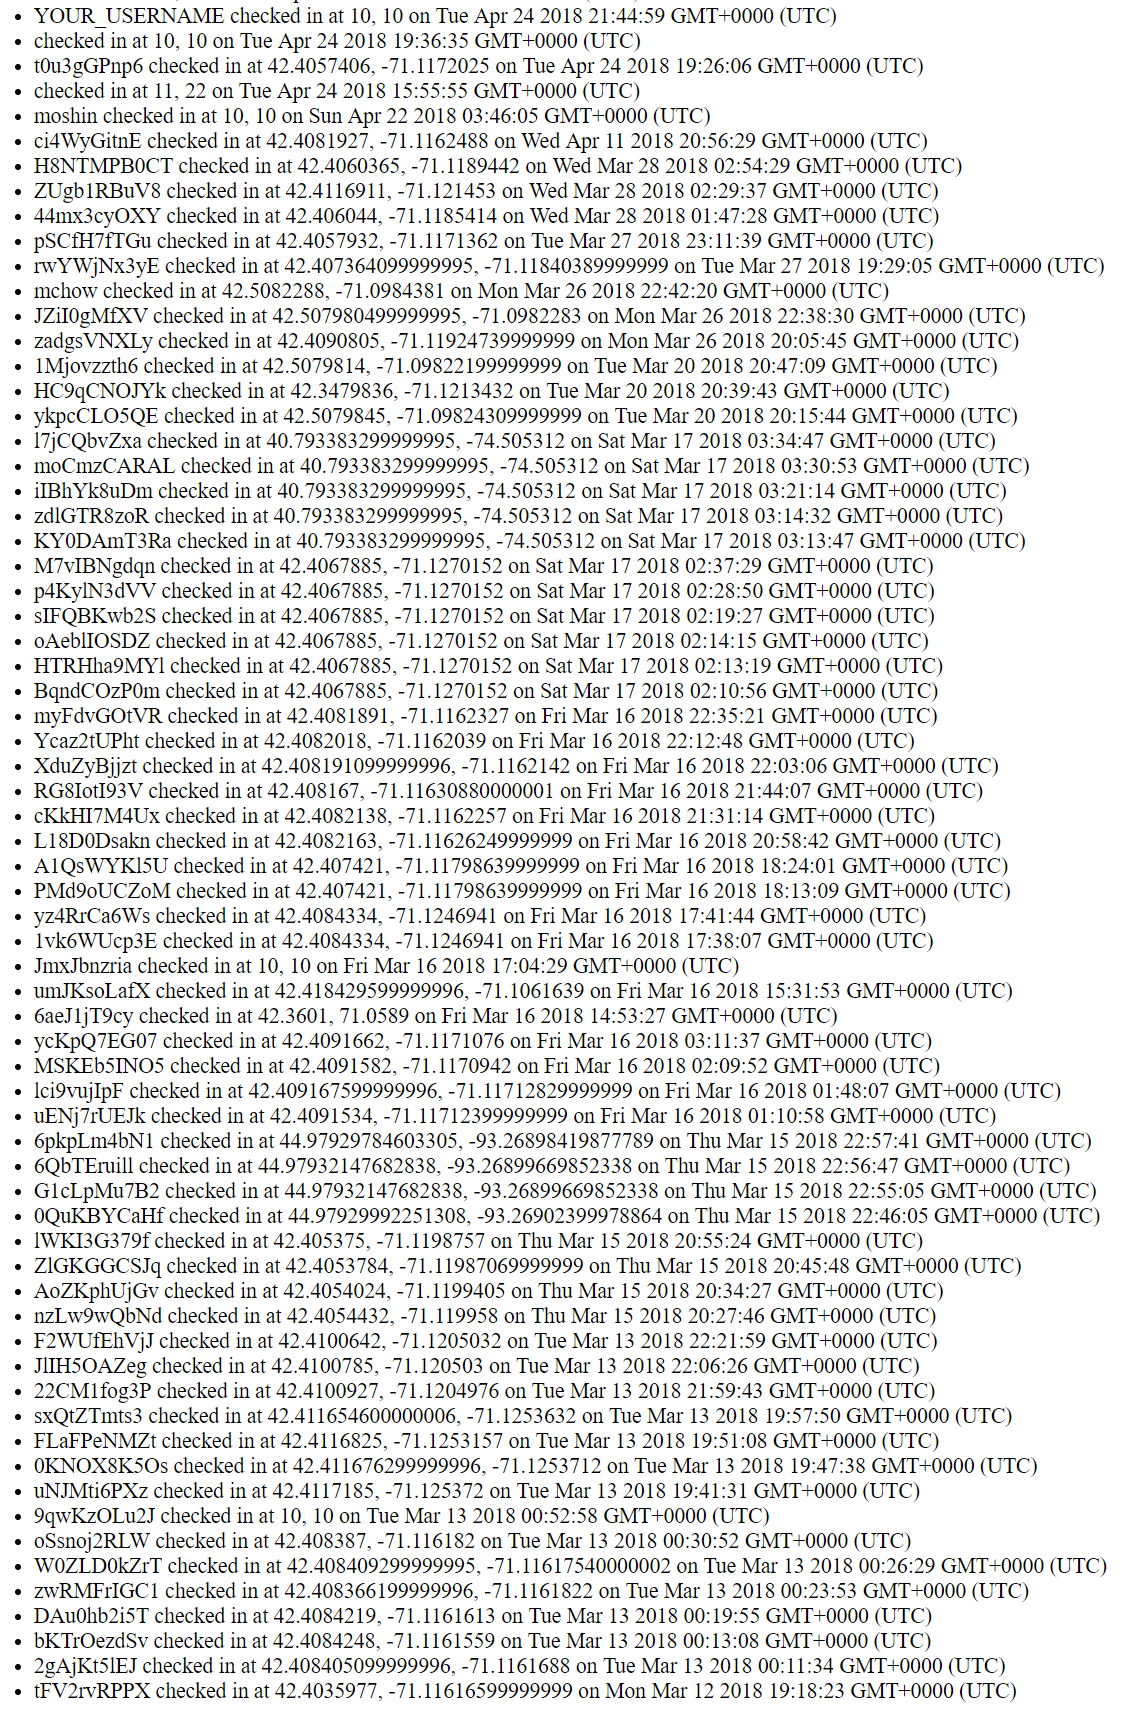 YOUR_USERNAME checked in at 10, 10 on Tue Apr 24 2018 21:44:59 GMT+0000 (UTC)
checked in at 10, 10 on Tue Apr 24 2018 19:36:35 GMT+0000 (UTC)
t0u3gGPnp6 checked in at 42.4057406, -71.1172025 on Tue Apr 24 2018 19:26:06 GMT+0000 (UTC)
checked in at 11, 22 on Tue Apr 24 2018 15:55:55 GMT+0000 (UTC)
moshin checked in at 10, 10 on Sun Apr 22 2018 03:46:05 GMT+0000 (UTC)
ci4WyGitnE checked in at 42.4081927, -71.1162488 on Wed Apr 11 2018 20:56:29 GMT+0000 (UTC)
H8NTMPB0CT checked in at 42.4060365, -71.1189442 on Wed Mar 28 2018 02:54:29 GMT+0000 (UTC)
ZUgb1RBuV8 checked in at 42.4116911, -71.121453 on Wed Mar 28 2018 02:29:37 GMT+0000 (UTC)
44mx3cyOXY checked in at 42.406044, -71.1185414 on Wed Mar 28 2018 01:47:28 GMT+0000 (UTC)
pSCfH7fTGu checked in at 42.4057932, -71.1171362 on Tue Mar 27 2018 23:11:39 GMT+0000 (UTC)
rwYWjNx3yE checked in at 42.407364099999995, -71.11840389999999 on Tue Mar 27 2018 19:29:05 GMT+0000 (UTC)
mchow checked in at 42.5082288, -71.0984381 on Mon Mar 26 2018 22:42:20 GMT+0000 (UTC)
JZiI0gMfXV checked in at 42.507980499999995, -71.0982283 on Mon Mar 26 2018 22:38:30 GMT+0000 (UTC)
zadgsVNXLy checked in at 42.4090805, -71.11924739999999 on Mon Mar 26 2018 20:05:45 GMT+0000 (UTC)
1Mjovzzth6 checked in at 42.5079814, -71.09822199999999 on Tue Mar 20 2018 20:47:09 GMT+0000 (UTC)
HC9qCNOJYk checked in at 42.3479836, -71.1213432 on Tue Mar 20 2018 20:39:43 GMT+0000 (UTC)
ykpcCLO5QE checked in at 42.5079845, -71.09824309999999 on Tue Mar 20 2018 20:15:44 GMT+0000 (UTC)
l7jCQbvZxa checked in at 40.793383299999995, -74.505312 on Sat Mar 17 2018 03:34:47 GMT+0000 (UTC)
moCmzCARAL checked in at 40.793383299999995, -74.505312 on Sat Mar 17 2018 03:30:53 GMT+0000 (UTC)
iIBhYk8uDm checked in at 40.793383299999995, -74.505312 on Sat Mar 17 2018 03:21:14 GMT+0000 (UTC)
zdlGTR8zoR checked in at 40.793383299999995, -74.505312 on Sat Mar 17 2018 03:14:32 GMT+0000 (UTC)
KY0DAmT3Ra checked in at 40.793383299999995, -74.505312 on Sat Mar 17 2018 03:13:47 GMT+0000 (UTC)
M7vIBNgdqn checked in at 42.4067885, -71.1270152 on Sat Mar 17 2018 02:37:29 GMT+0000 (UTC)
p4KylN3dVV checked in at 42.4067885, -71.1270152 on Sat Mar 17 2018 02:28:50 GMT+0000 (UTC)
sIFQBKwb2S checked in at 42.4067885, -71.1270152 on Sat Mar 17 2018 02:19:27 GMT+0000 (UTC)
oAeblIOSDZ checked in at 42.4067885, -71.1270152 on Sat Mar 17 2018 02:14:15 GMT+0000 (UTC)
HTRHha9MYl checked in at 42.4067885, -71.1270152 on Sat Mar 17 2018 02:13:19 GMT+0000 (UTC)
BqndCOzP0m checked in at 42.4067885, -71.1270152 on Sat Mar 17 2018 02:10:56 GMT+0000 (UTC)
myFdvGOtVR checked in at 42.4081891, -71.1162327 on Fri Mar 16 2018 22:35:21 GMT+0000 (UTC)
Ycaz2tUPht checked in at 42.4082018, -71.1162039 on Fri Mar 16 2018 22:12:48 GMT+0000 (UTC)
XduZyBjjzt checked in at 42.408191099999996, -71.1162142 on Fri Mar 16 2018 22:03:06 GMT+0000 (UTC)
RG8IotI93V checked in at 42.408167, -71.11630880000001 on Fri Mar 16 2018 21:44:07 GMT+0000 (UTC)
cKkHI7M4Ux checked in at 42.4082138, -71.1162257 on Fri Mar 16 2018 21:31:14 GMT+0000 (UTC)
L18D0Dsakn checked in at 42.4082163, -71.11626249999999 on Fri Mar 16 2018 20:58:42 GMT+0000 (UTC)
A1QsWYKl5U checked in at 42.407421, -71.11798639999999 on Fri Mar 16 2018 18:24:01 GMT+0000 (UTC)
PMd9oUCZoM checked in at 42.407421, -71.11798639999999 on Fri Mar 16 2018 18:13:09 GMT+0000 (UTC)
yz4RrCa6Ws checked in at 42.4084334, -71.1246941 on Fri Mar 16 2018 17:41:44 GMT+0000 (UTC)
1vk6WUcp3E checked in at 42.4084334, -71.1246941 on Fri Mar 16 2018 17:38:07 GMT+0000 (UTC)
JmxJbnzria checked in at 10, 10 on Fri Mar 16 2018 17:04:29 GMT+0000 (UTC)
umJKsoLafX checked in at 42.418429599999996, -71.1061639 on Fri Mar 16 2018 15:31:53 GMT+0000 (UTC)
6aeJ1jT9cy checked in at 42.3601, 71.0589 on Fri Mar 16 2018 14:53:27 GMT+0000 (UTC)
ycKpQ7EG07 checked in at 42.4091662, -71.1171076 on Fri Mar 16 2018 03:11:37 GMT+0000 (UTC)
MSKEb5INO5 checked in at 42.4091582, -71.1170942 on Fri Mar 16 2018 02:09:52 GMT+0000 (UTC)
lci9vujIpF checked in at 42.409167599999996, -71.11712829999999 on Fri Mar 16 2018 01:48:07 GMT+0000 (UTC)
uENj7rUEJk checked in at 42.4091534, -71.11712399999999 on Fri Mar 16 2018 01:10:58 GMT+0000 (UTC)
6pkpLm4bN1 checked in at 44.97929784603305, -93.26898419877789 on Thu Mar 15 2018 22:57:41 GMT+0000 (UTC)
6QbTEruill checked in at 44.97932147682838, -93.26899669852338 on Thu Mar 15 2018 22:56:47 GMT+0000 (UTC)
G1cLpMu7B2 checked in at 44.97932147682838, -93.26899669852338 on Thu Mar 15 2018 22:55:05 GMT+0000 (UTC)
0QuKBYCaHf checked in at 44.97929992251308, -93.26902399978864 on Thu Mar 15 2018 22:46:05 GMT+0000 (UTC)
lWKI3G379f checked in at 42.405375, -71.1198757 on Thu Mar 15 2018 20:55:24 GMT+0000 (UTC)
ZlGKGGCSJq checked in at 42.4053784, -71.11987069999999 on Thu Mar 15 2018 20:45:48 GMT+0000 (UTC)
AoZKphUjGv checked in at 42.4054024, -71.1199405 on Thu Mar 15 2018 20:34:27 GMT+0000 (UTC)
nzLw9wQbNd checked in at 42.4054432, -71.119958 on Thu Mar 15 2018 20:27:46 GMT+0000 (UTC)
F2WUfEhVjJ checked in at 42.4100642, -71.1205032 on Tue Mar 13 2018 22:21:59 GMT+0000 (UTC)
JlIH5OAZeg checked in at 42.4100785, -71.120503 on Tue Mar 13 2018 22:06:26 GMT+0000 (UTC)
22CM1fog3P checked in at 42.4100927, -71.1204976 on Tue Mar 13 2018 21:59:43 GMT+0000 (UTC)
sxQtZTmts3 checked in at 42.411654600000006, -71.1253632 on Tue Mar 13 2018 19:57:50 GMT+0000 (UTC)
FLaFPeNMZt checked in at 42.4116825, -71.1253157 on Tue Mar 13 2018 19:51:08 GMT+0000 (UTC)
0KNOX8K5Os checked in at 42.411676299999996, -71.1253712 on Tue Mar 13 2018 19:47:38 GMT+0000 (UTC)
uNJMti6PXz checked in at 42.4117185, -71.125372 on Tue Mar 13 2018 19:41:31 GMT+0000 (UTC)
9qwKzOLu2J checked in at 10, 10 on Tue Mar 13 2018 00:52:58 GMT+0000 (UTC)
oSsnoj2RLW checked in at 42.408387, -71.116182 on Tue Mar 13 2018 00:30:52 GMT+0000 (UTC)
W0ZLD0kZrT checked in at 42.408409299999995, -71.11617540000002 on Tue Mar 13 2018 00:26:29 GMT+0000 (UTC)
zwRMFrIGC1 checked in at 42.408366199999996, -71.1161822 on Tue Mar 13 2018 00:23:53 GMT+0000 (UTC)
DAu0hb2i5T checked in at 42.4084219, -71.1161613 on Tue Mar 13 2018 00:19:55 GMT+0000 (UTC)
bKTrOezdSv checked in at 42.4084248, -71.1161559 on Tue Mar 13 2018 00:13:08 GMT+0000 (UTC)
2gAjKt5lEJ checked in at 42.408405099999996, -71.1161688 on Tue Mar 13 2018 00:11:34 GMT+0000 (UTC)
tFV2rvRPPX checked in at 42.4035977, -71.11616599999999 on Mon Mar 12 2018 19:18:23 GMT+0000 (UTC)